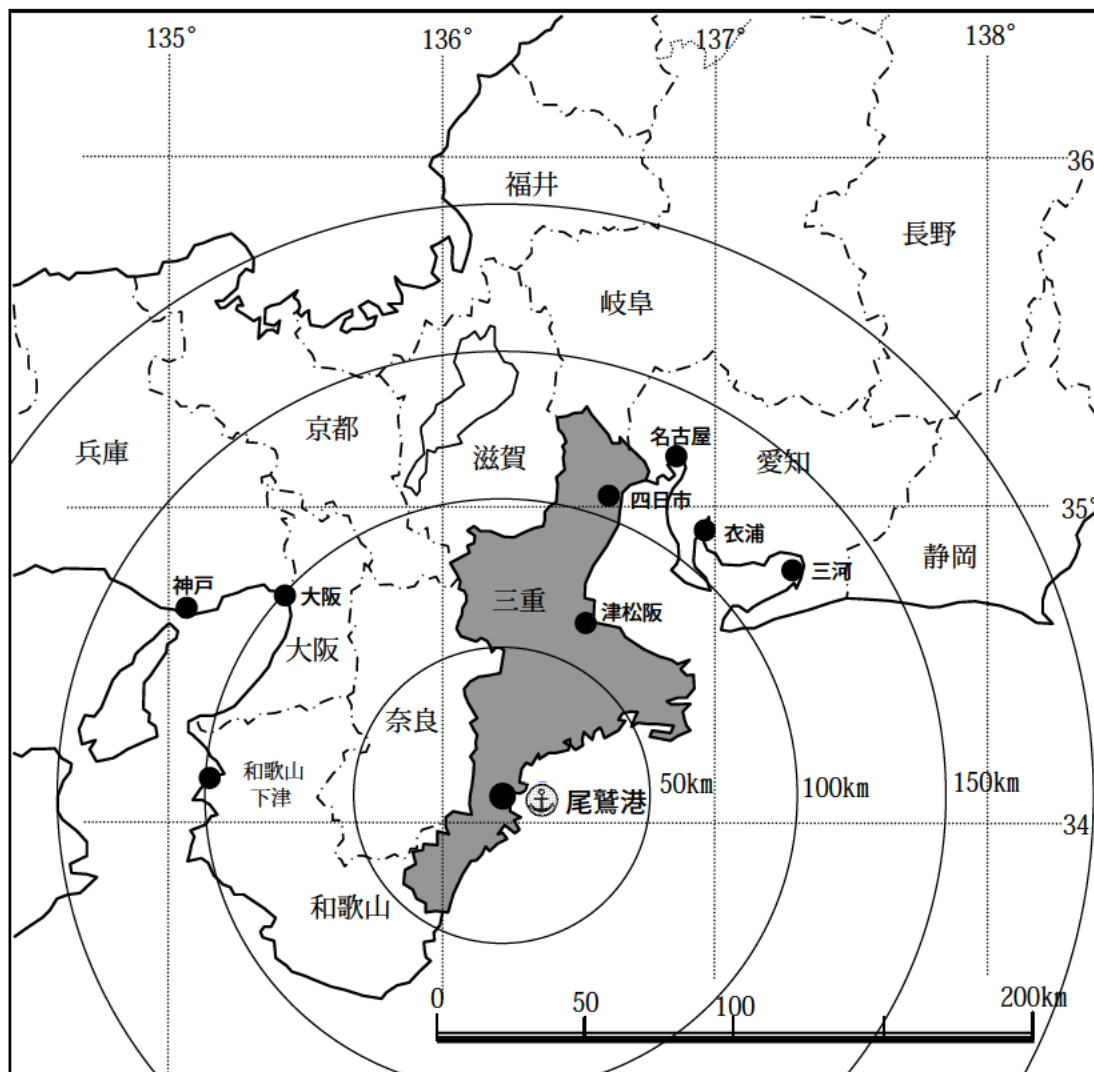 135°
136°
137°
138°
36
福井
長野
岐阜
京都
兵庫
滋賀
名古屋
愛知
四日市
35°
衣浦
静岡
三河
神戸
大阪
三重
津松阪
大阪
奈良
和歌山
下津
50km
100km
150km
尾鷲港
34
和歌山
0
50
100
200km